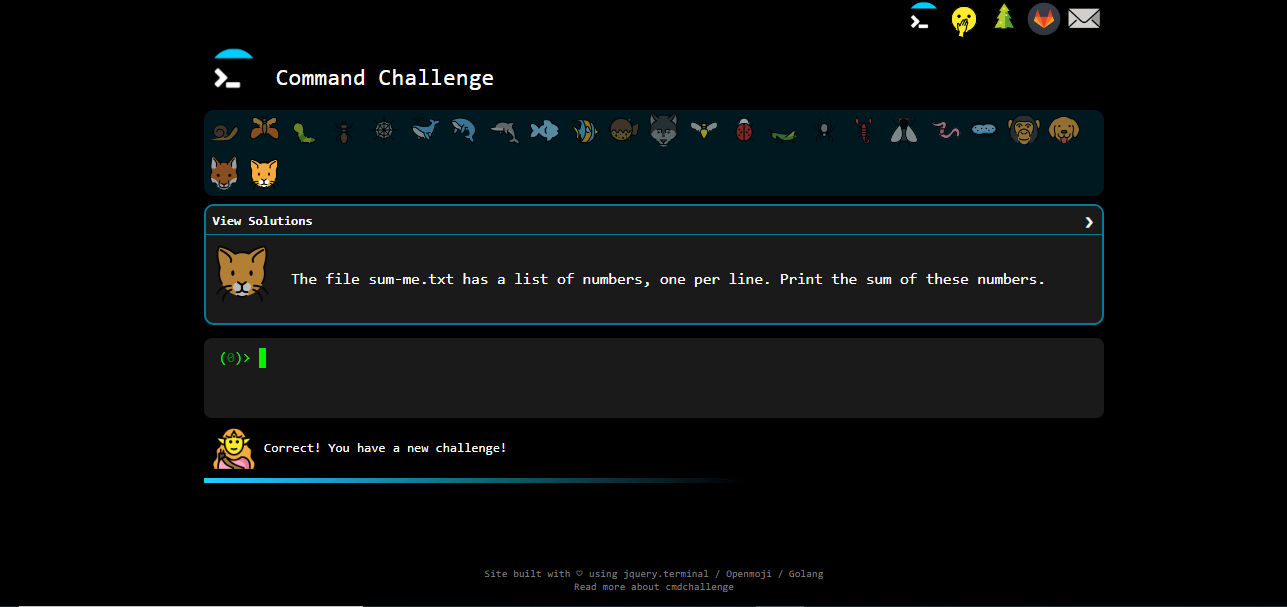 Command Challenge
View Solutions
The file sum-me.txt has a list of numbers, one per line. Print the sum of these numbers.
(0)>
Correct! You have a new challenge!
Site built with ♡ using jquery.terminal / Openmoji / Golang
Read more about cmdchallenge